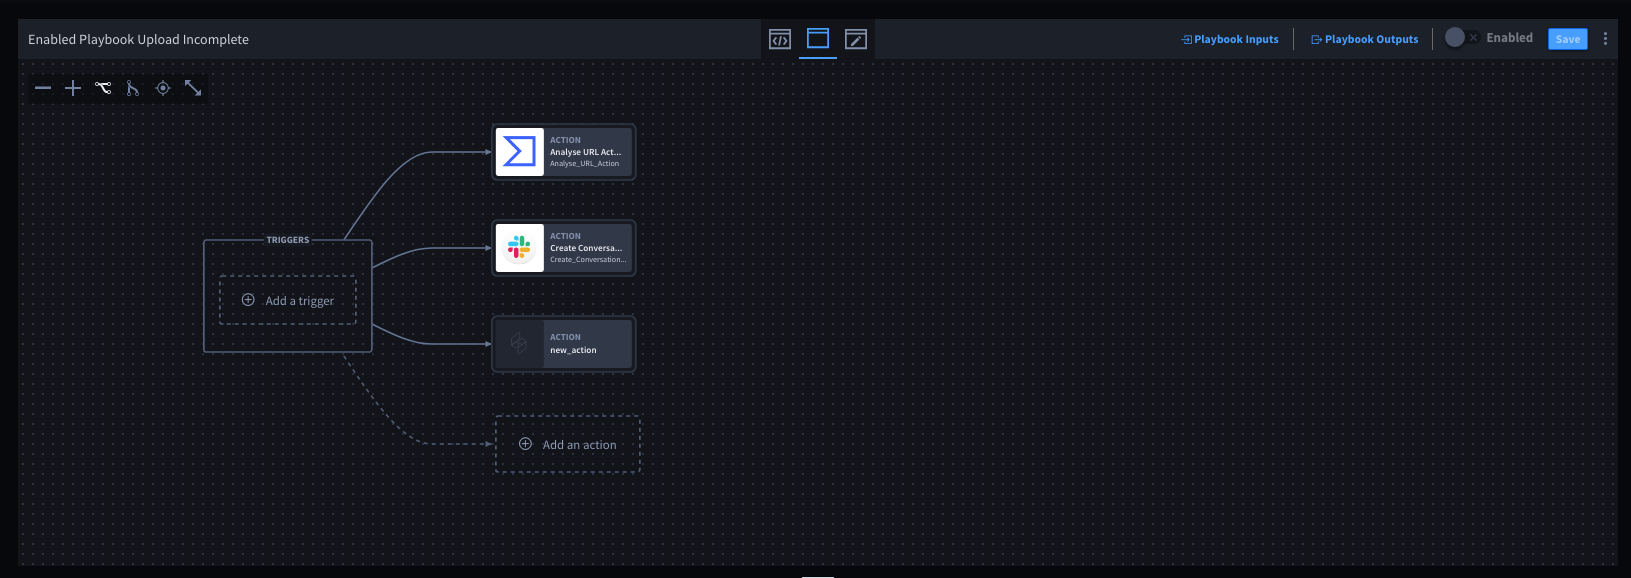 Enabled Playbook Upload Incomplete
Playbook Inputs
Playbook Outputs
Enabled
Save
ACTION
Analyse URL Act...
Analyse_URL_Action
ACTION
Create Conversa...
Create_Conversation...
TRIGGERS
Add a trigger
ACTION
new_action
Add an action